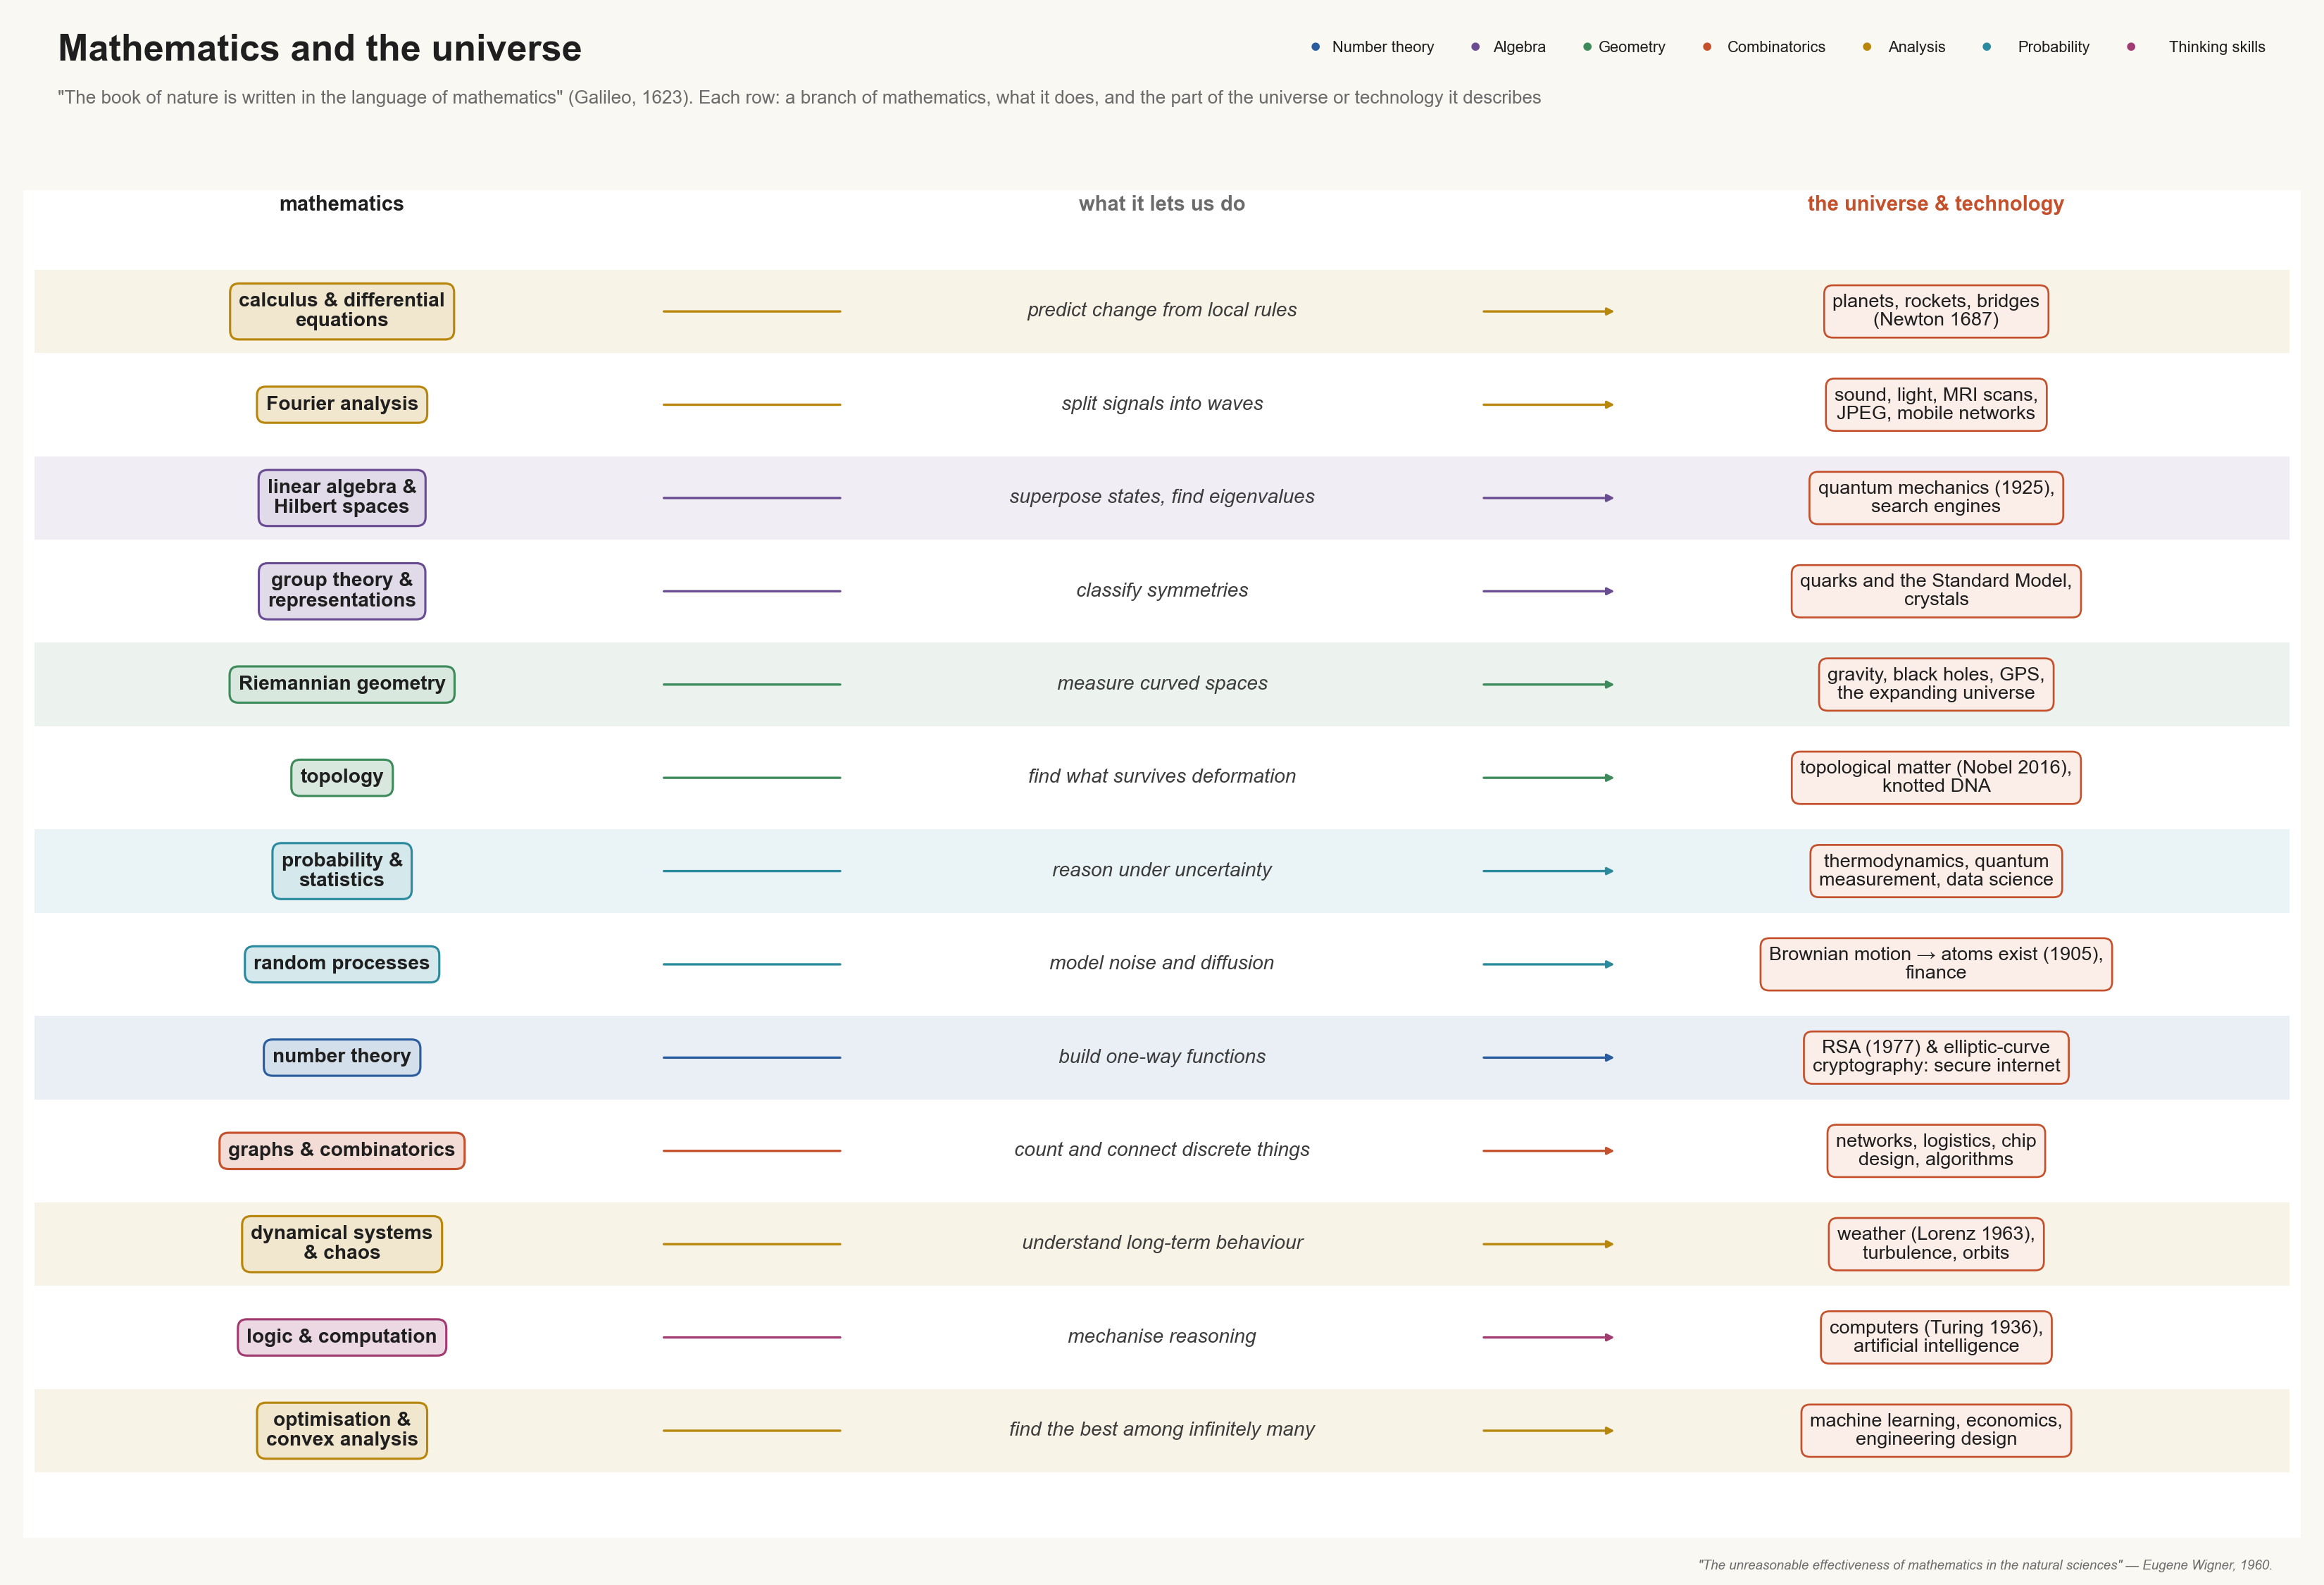 Mathematics and the universe
Number theory
Algebra
Geometry
Combinatorics
Analysis
Probability
Thinking skills
"The book of nature is written in the language of mathematics" (Galileo, 1623). Each row: a branch of mathematics, what it does, and the part of the universe or technology it describes
mathematics
what it lets us do
the universe & technology
calculus & differential
equations
predict change from local rules
planets, rockets, bridges
(Newton 1687)
Fourier analysis
split signals into waves
sound, light, MRI scans,
JPEG, mobile networks
linear algebra &
Hilbert spaces
superpose states, find eigenvalues
quantum mechanics (1925),
search engines
group theory &
representations
classify symmetries
quarks and the Standard Model,
crystals
Riemannian geometry
measure curved spaces
gravity, black holes, GPS,
the expanding universe
topology
find what survives deformation
topological matter (Nobel 2016),
knotted DNA
probability &
statistics
reason under uncertainty
thermodynamics, quantum
measurement, data science
random processes
model noise and diffusion
Brownian motion → atoms exist (1905),
finance
number theory
build one-way functions
RSA (1977) & elliptic-curve
cryptography: secure internet
graphs & combinatorics
count and connect discrete things
networks, logistics, chip
design, algorithms
dynamical systems
& chaos
understand long-term behaviour
weather (Lorenz 1963),
turbulence, orbits
logic & computation
mechanise reasoning
computers (Turing 1936),
artificial intelligence
optimisation &
convex analysis
find the best among infinitely many
machine learning, economics,
engineering design
"The unreasonable effectiveness of mathematics in the natural sciences" — Eugene Wigner, 1960.